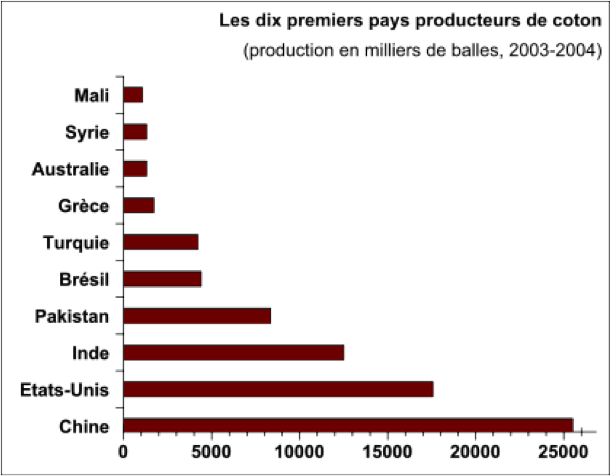 Les dix premiers pays producteurs de coton
(production en milliers de balles, 2003-2004)
Mali
Syrie
Australie
Grèce
Turquie
Brésil
Pakistan
Inde
Etats-Unis
Chine
0 5000 10000 15000 20000 25000